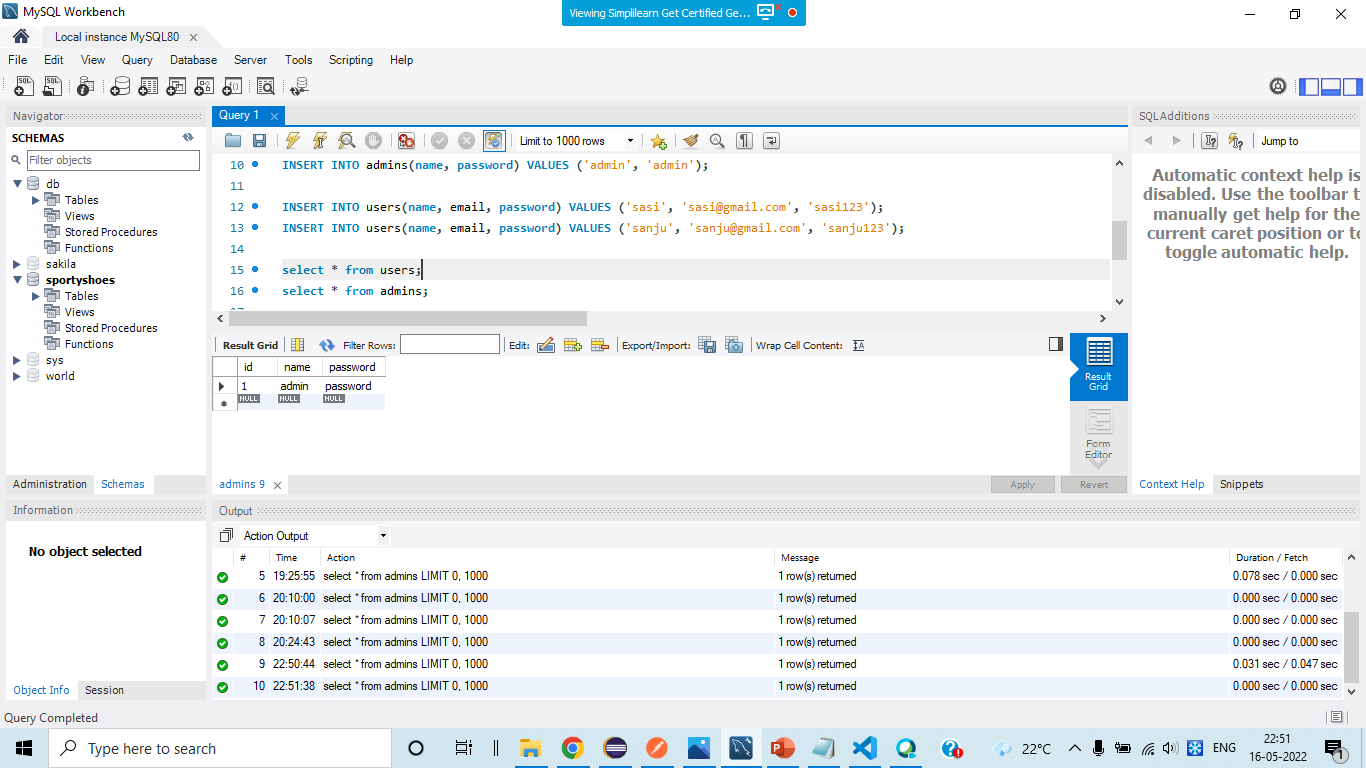 MySQL Workbench
Viewing Simplilearn Get Certified Ge...
Local instance MySQL80
File Edit View Query Database Server Tools Scripting Help
Navigator
SCHEMAS
Filter objects
db
Tables
Views
Stored Procedures
Functions
sakila
sportyshoes
Tables
Views
Stored Procedures
Functions
sys
world
Administration Schemas
Information
No object selected
Object Info Session
Query 1
Limit to 1000 rows
10 INSERT INTO admins(name, password) VALUES ('admin', 'admin');
11
12 INSERT INTO users(name, email, password) VALUES ('sasi', 'sasi@gmail.com', 'sasi123');
13 INSERT INTO users(name, email, password) VALUES ('sanju', 'sanju@gmail.com', 'sanju123');
14
15 select * from users;
16 select * from admins;
Result Grid Filter Rows: Edit: Export/Import: Wrap Cell Content:
id name password
1 admin password
NULL NULL NULL
Result Grid
Form Editor
admins 9
Apply Revert
SQLAdditions
Jump to
Automatic context help is
disabled. Use the toolbar t
manually get help for the
current caret position or to
toggle automatic help.
Context Help Snippets
Output
Action Output
# Time Action Message Duration / Fetch
5 19:25:55 select * from admins LIMIT 0, 1000 1 row(s) returned 0.078 sec / 0.000 sec
6 20:10:00 select * from admins LIMIT 0, 1000 1 row(s) returned 0.000 sec / 0.000 sec
7 20:10:07 select * from admins LIMIT 0, 1000 1 row(s) returned 0.000 sec / 0.000 sec
8 20:24:43 select * from admins LIMIT 0, 1000 1 row(s) returned 0.000 sec / 0.000 sec
9 22:50:44 select * from admins LIMIT 0, 1000 1 row(s) returned 0.031 sec / 0.047 sec
10 22:51:38 select * from admins LIMIT 0, 1000 1 row(s) returned 0.000 sec / 0.000 sec
Query Completed
Type here to search
22°C
ENG
22:51
16-05-2022
1